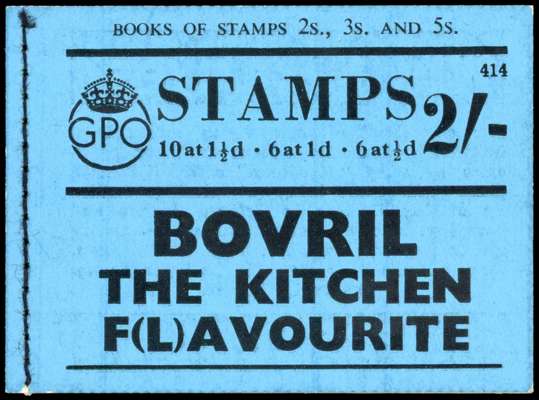 BOOKS OF STAMPS 2s., 3s. AND 5s.
414
GPO
STAMPS 2/-
10 at 1½d · 6 at 1d · 6 at ½d
BOVRIL
THE KITCHEN
F(L)AVOURITE